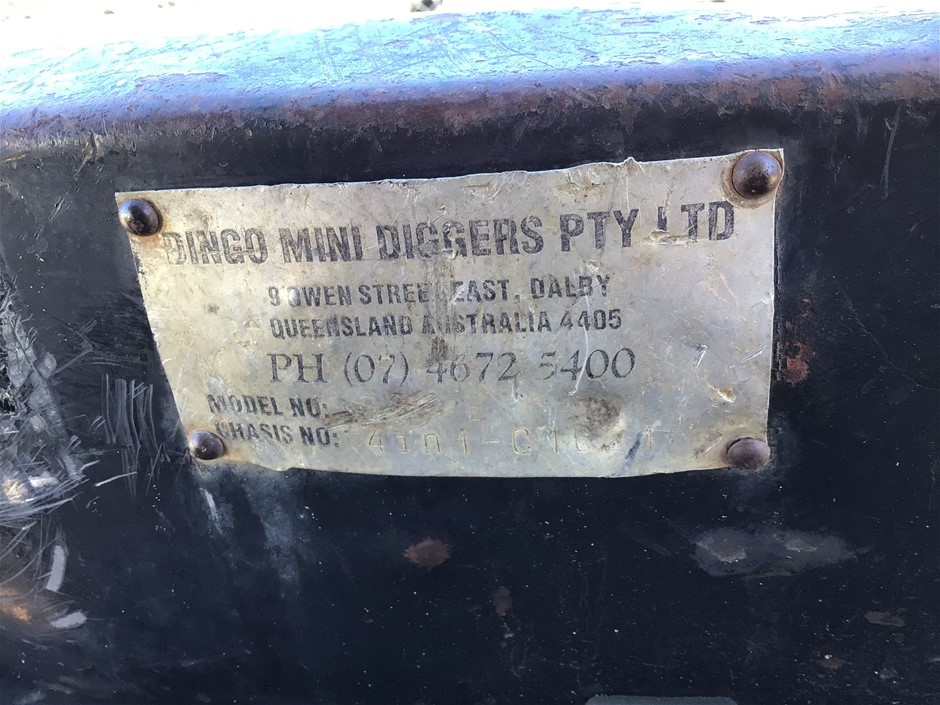 DINGO MINI DIGGERS PTY LTD
9 OWEN STREET EAST, DALBY
QUEENSLAND AUSTRALIA 4405
PH (07) 4672 5400
MODEL NO:
CHASIS NO: